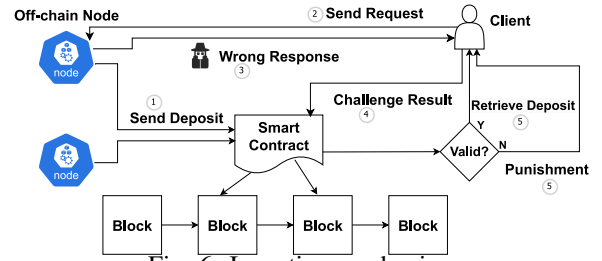 Off-chain Node
2 Send Request
Client
node
Wrong Response
3
Challenge Result
4
Retrieve Deposit
5
1
Send Deposit
Smart
Contract
Y
Valid?
N
Punishment
5
node
Block
Block
Block
Block